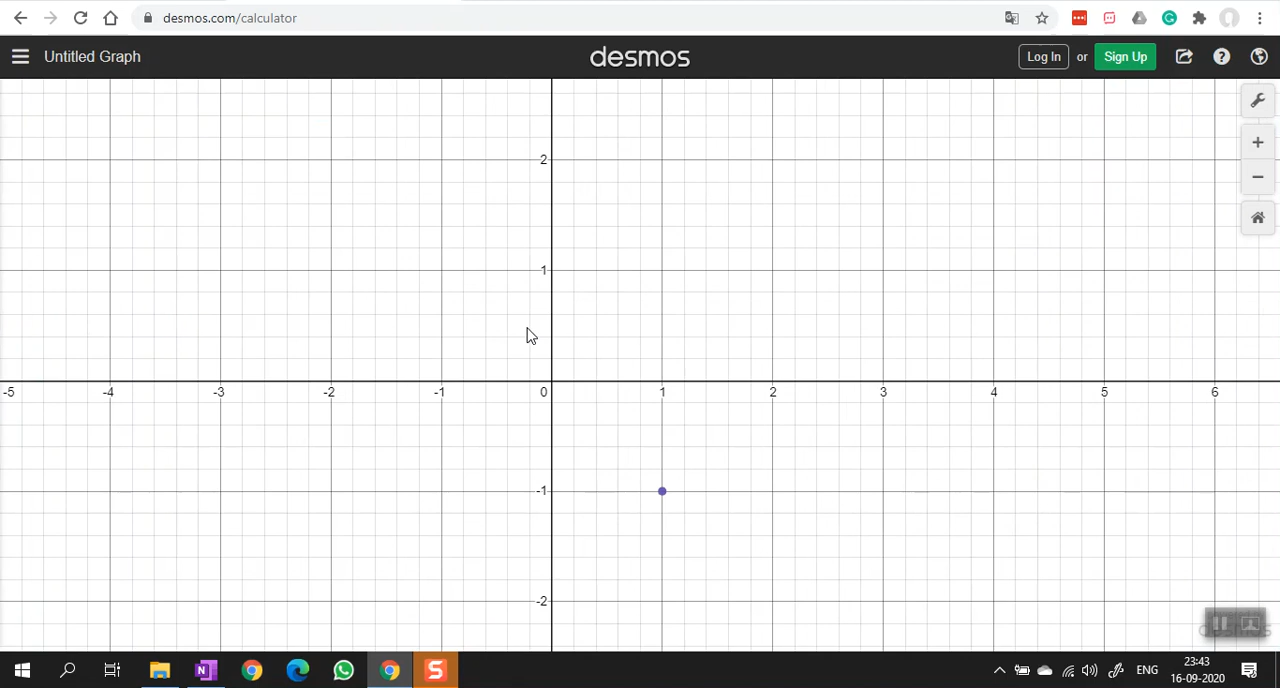 desmos.com/calculator
Untitled Graph
desmos
Log In or Sign Up
2
1
-5 -4 -3 -2 -1 0 1 2 3 4 5 6
-1
-2
desmos
ENG
23:43
16-09-2020